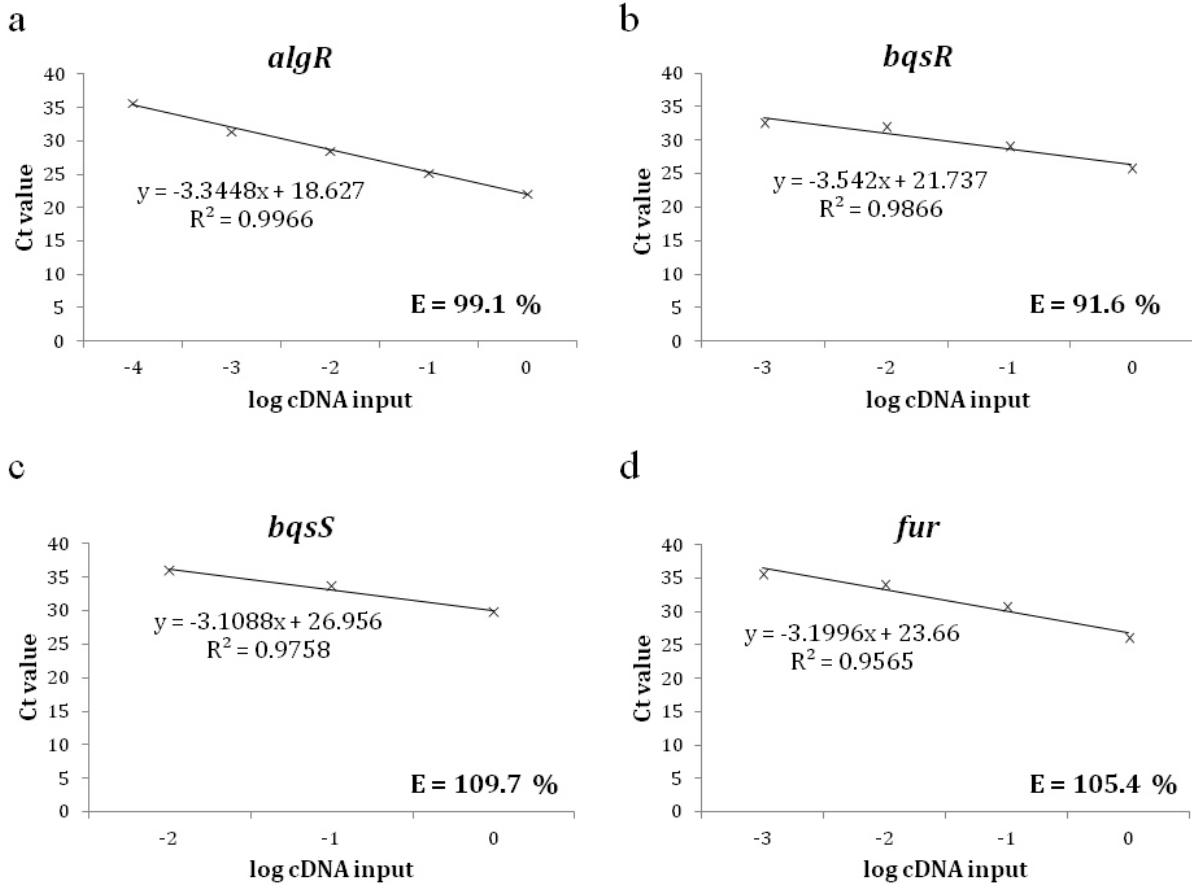 a
algR
40
35
30
25
20
15
10
5
0
Ct value
y = -3.3448x + 18.627
R² = 0.9966
E = 99.1 %
-4 -3 -2 -1 0
log cDNA input
b
bqsR
40
35
30
25
20
15
10
5
0
Ct value
y = -3.542x + 21.737
R² = 0.9866
E = 91.6 %
-3 -2 -1 0
log cDNA input
c
bqsS
40
35
30
25
20
15
10
5
0
Ct value
y = -3.1088x + 26.956
R² = 0.9758
E = 109.7 %
-2 -1 0
log cDNA input
d
fur
40
35
30
25
20
15
10
5
0
Ct value
y = -3.1996x + 23.66
R² = 0.9565
E = 105.4 %
-3 -2 -1 0
log cDNA input